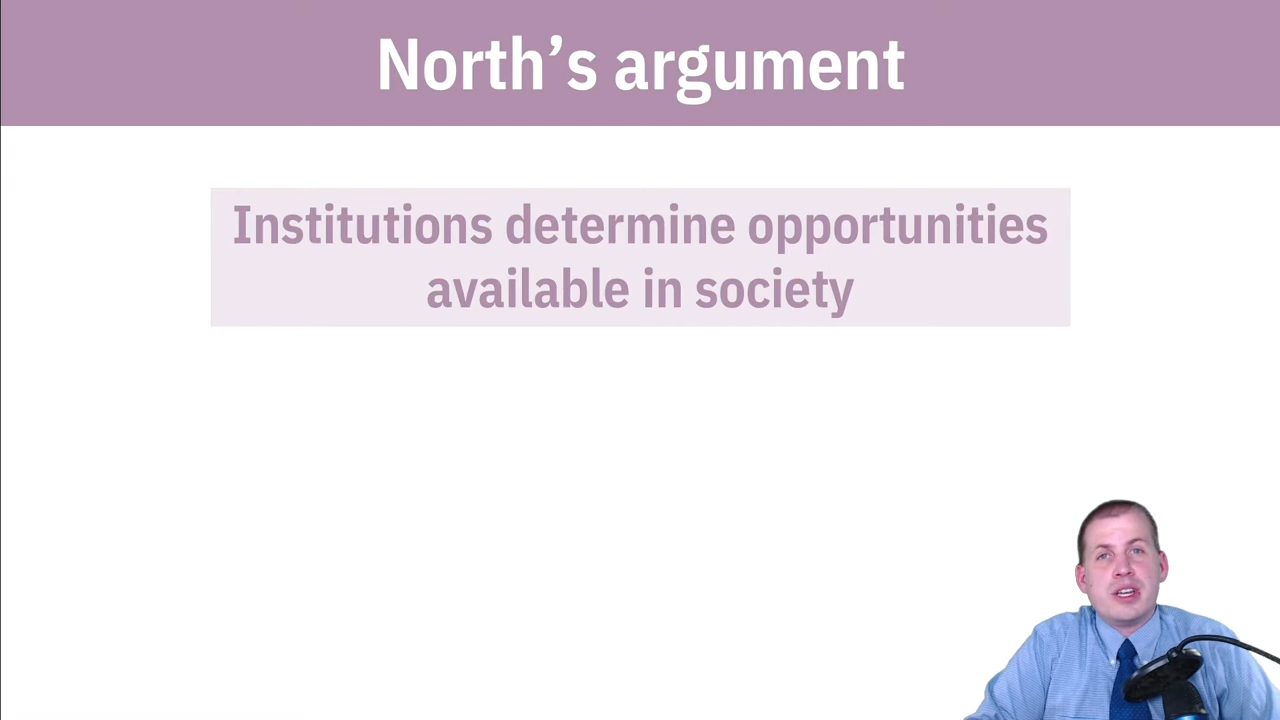 North’s argument
Institutions determine opportunities
available in society